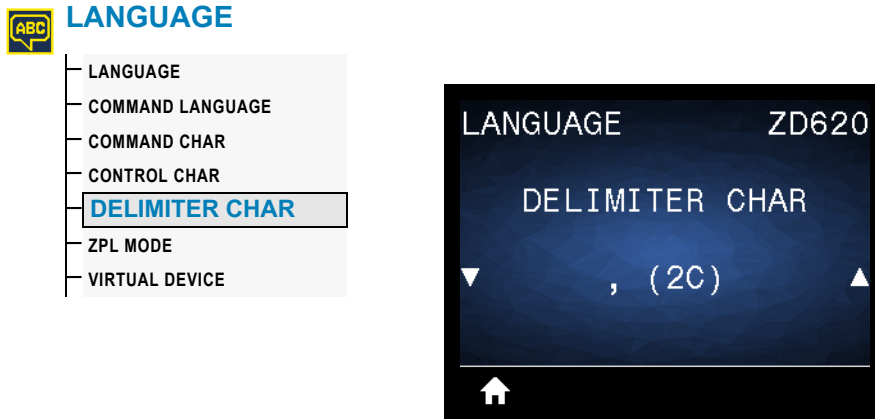 ABC
LANGUAGE
LANGUAGE
COMMAND LANGUAGE
COMMAND CHAR
CONTROL CHAR
DELIMITER CHAR
ZPL MODE
VIRTUAL DEVICE
LANGUAGE ZD620
DELIMITER CHAR
, (2C)